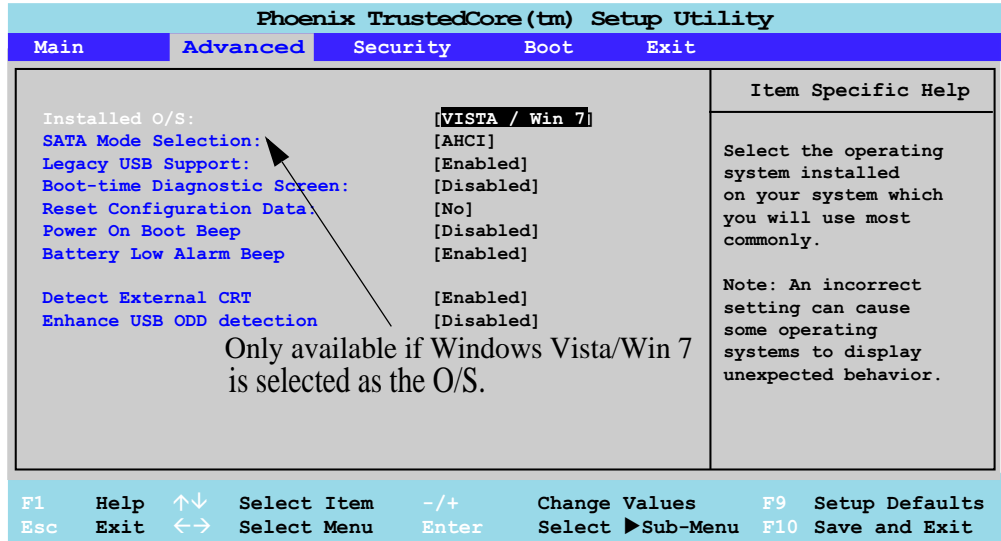 Phoenix TrustedCore(tm) Setup Utility
Main Advanced Security Boot Exit
Item Specific Help
Installed O/S: [VISTA / Win 7]
SATA Mode Selection: [AHCI]
Legacy USB Support: [Enabled]
Boot-time Diagnostic Screen: [Disabled]
Reset Configuration Data: [No]
Power On Boot Beep [Disabled]
Battery Low Alarm Beep [Enabled]
Detect External CRT [Enabled]
Enhance USB ODD detection [Disabled]
Only available if Windows Vista/Win 7
is selected as the O/S.
Select the operating
system installed
on your system which
you will use most
commonly.
Note: An incorrect
setting can cause
some operating
systems to display
unexpected behavior.
F1 Help ↑↓ Select Item -/+ Change Values F9 Setup Defaults
Esc Exit ←→ Select Menu Enter Select ▶Sub-Menu F10 Save and Exit